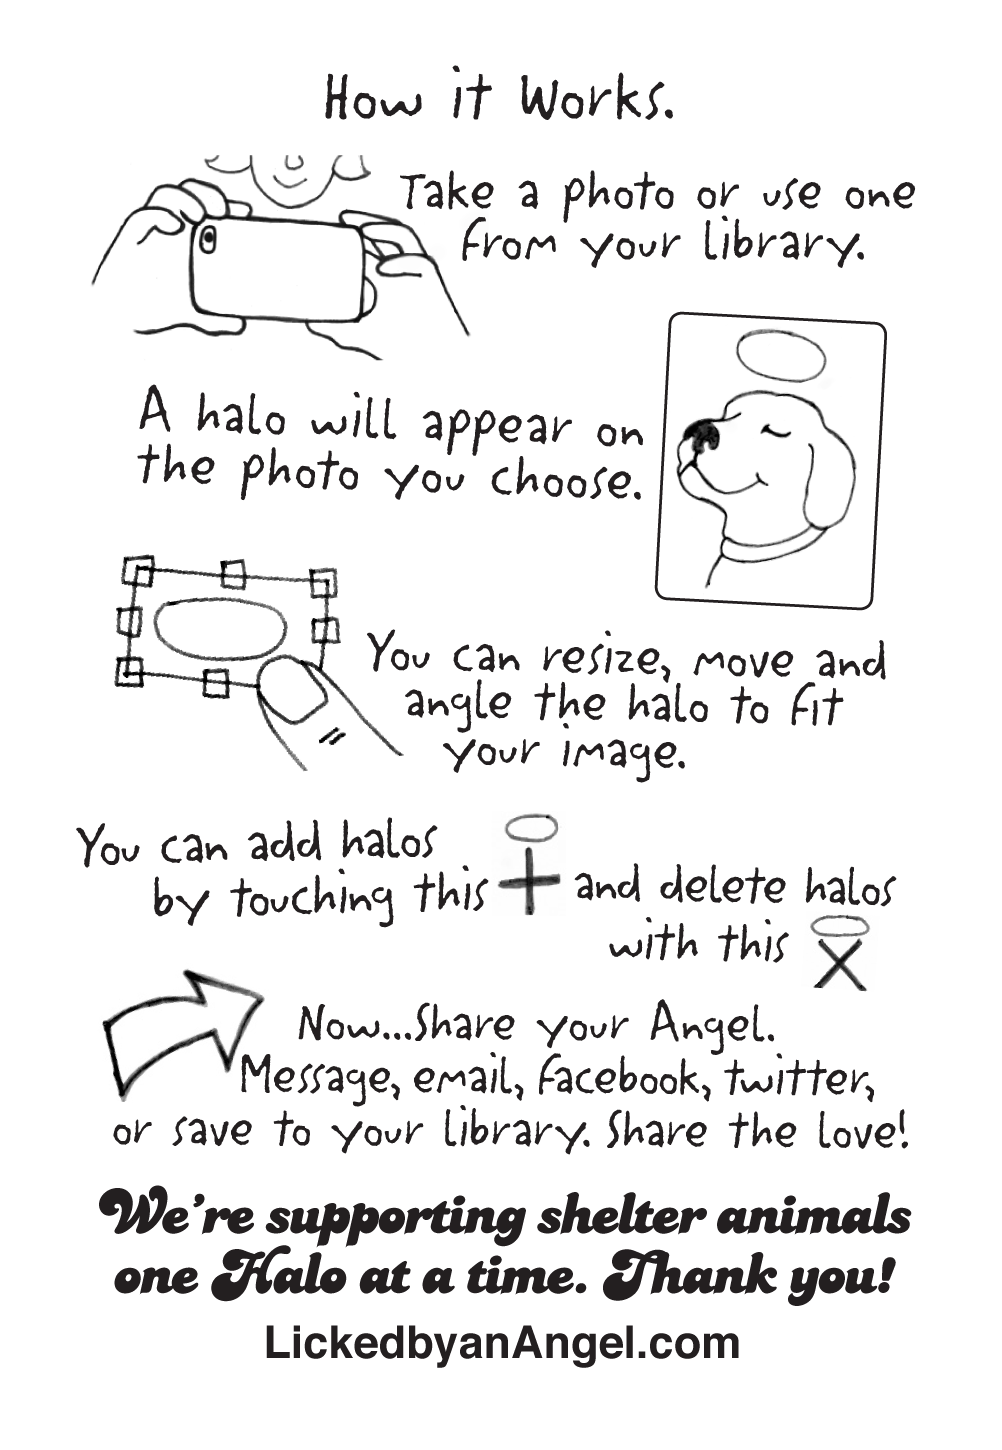 How it Works.
Take a photo or use one
from your library.
A halo will appear on
the photo you choose.
You can resize, move and
angle the halo to fit
your image.
You can add halos
by touching this
and delete halos
with this
Now...Share your Angel.
Message, email, facebook, twitter,
or save to your library. Share the love!
We're supporting shelter animals
one Halo at a time. Thank you!
LickedbyanAngel.com